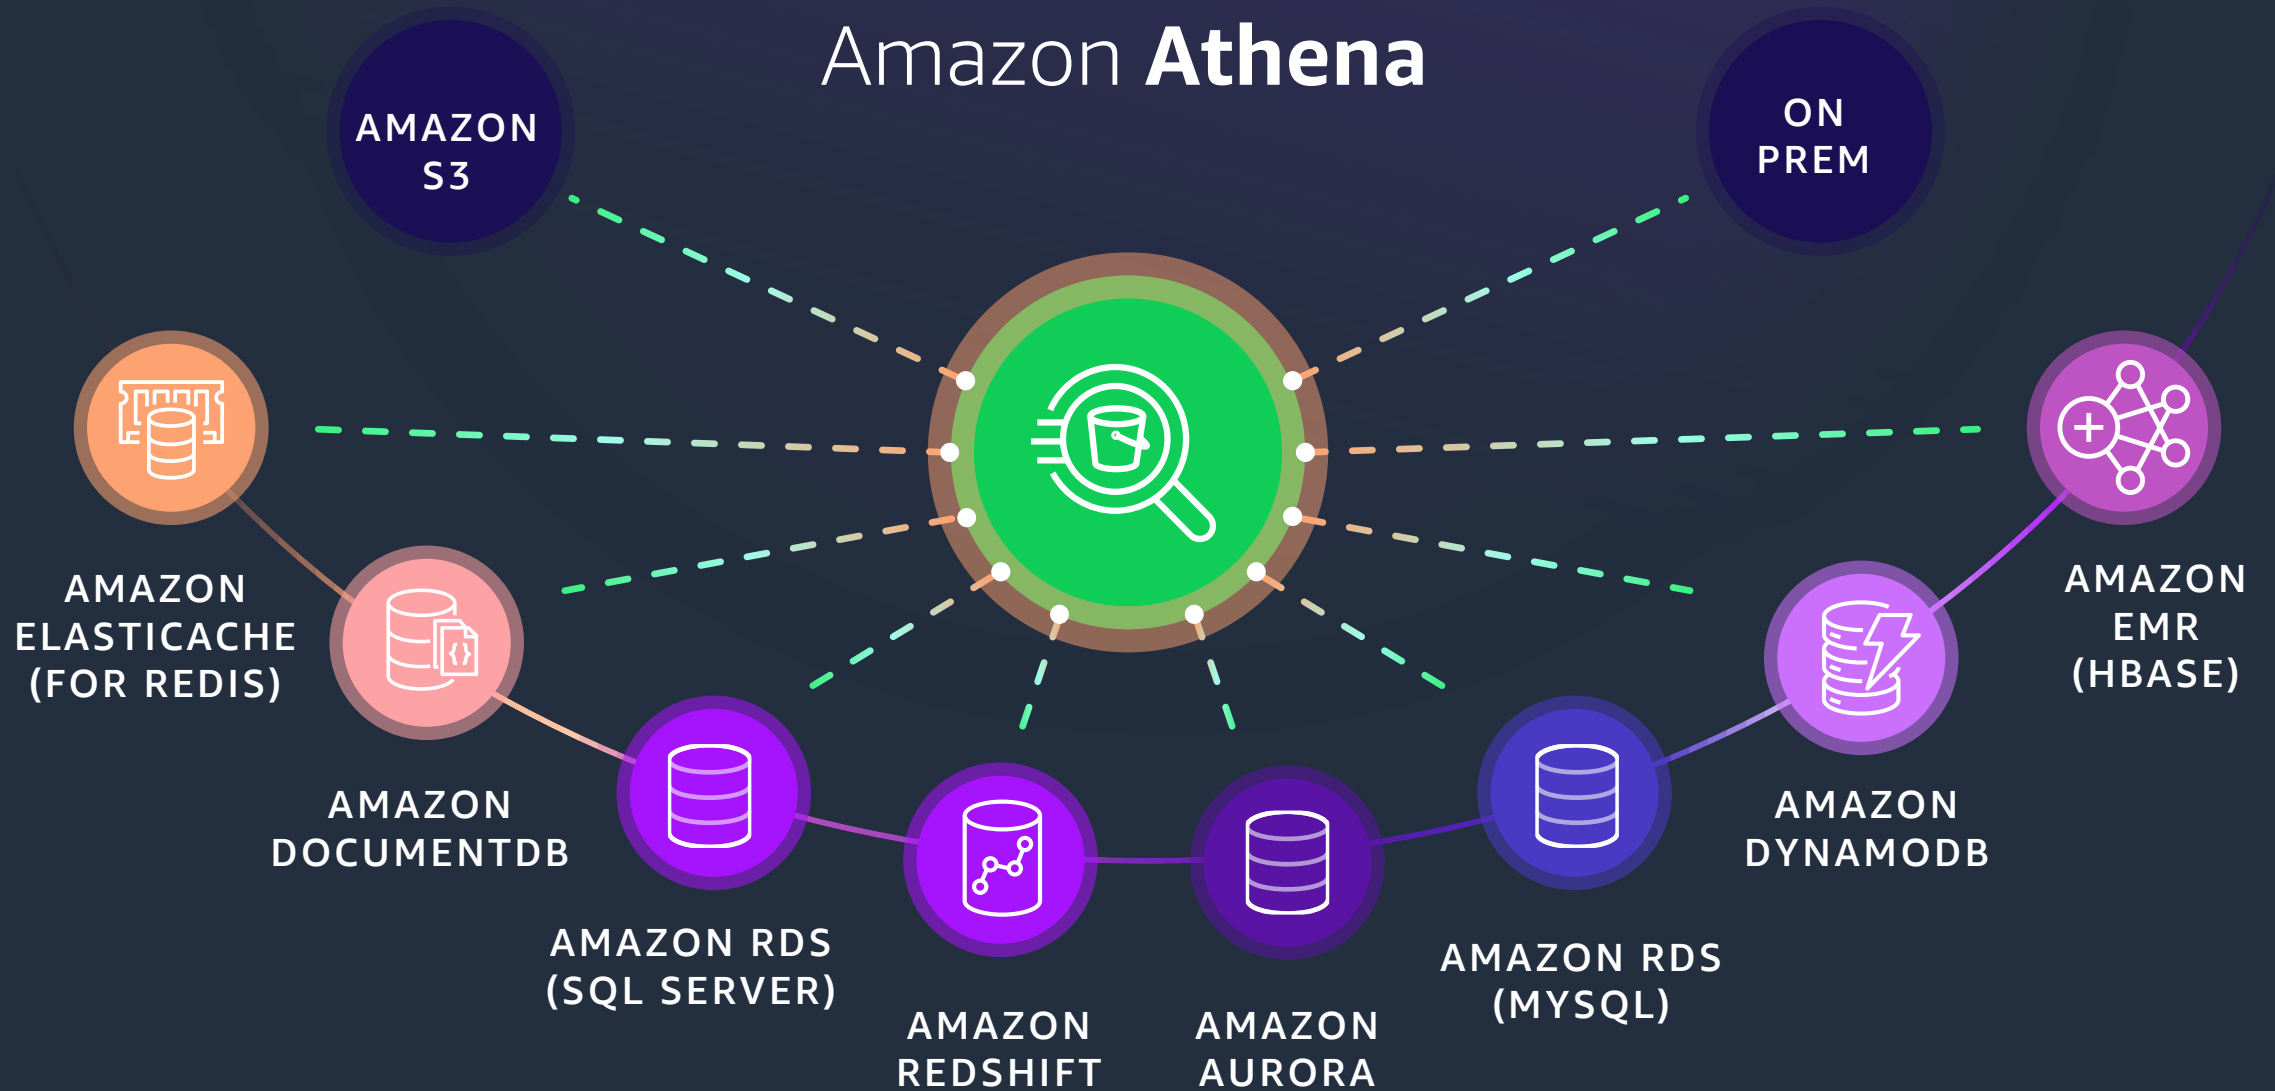 Amazon Athena
AMAZON
S3
ON
PREM
AMAZON
ELASTICACHE
(FOR REDIS)
AMAZON
DOCUMENTDB
AMAZON RDS
(SQL SERVER)
AMAZON
REDSHIFT
AMAZON
AURORA
AMAZON RDS
(MYSQL)
AMAZON
DYNAMODB
AMAZON
EMR
(HBASE)